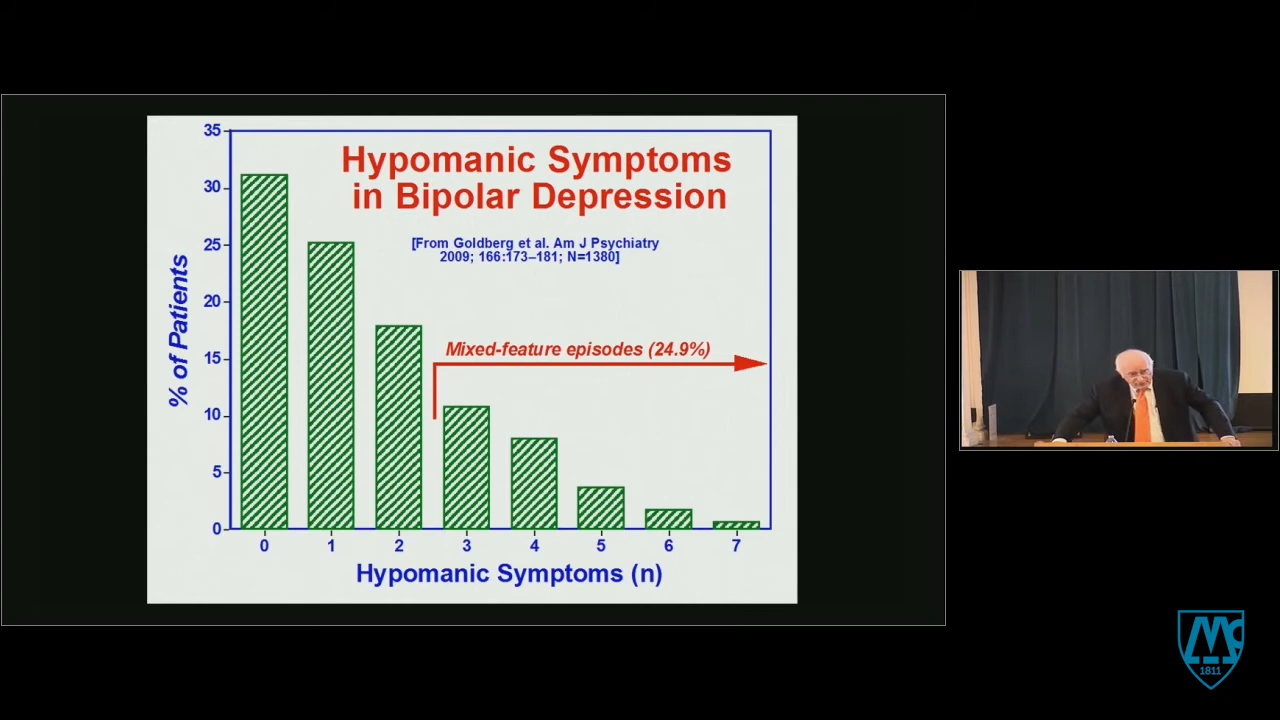 Hypomanic Symptoms
in Bipolar Depression
[From Goldberg et al. Am J Psychiatry
2009; 166:173–181; N=1380]
Mixed-feature episodes (24.9%)
% of Patients
35
30
25
20
15
10
5
0
0 1 2 3 4 5 6 7
Hypomanic Symptoms (n)
Mc
1811